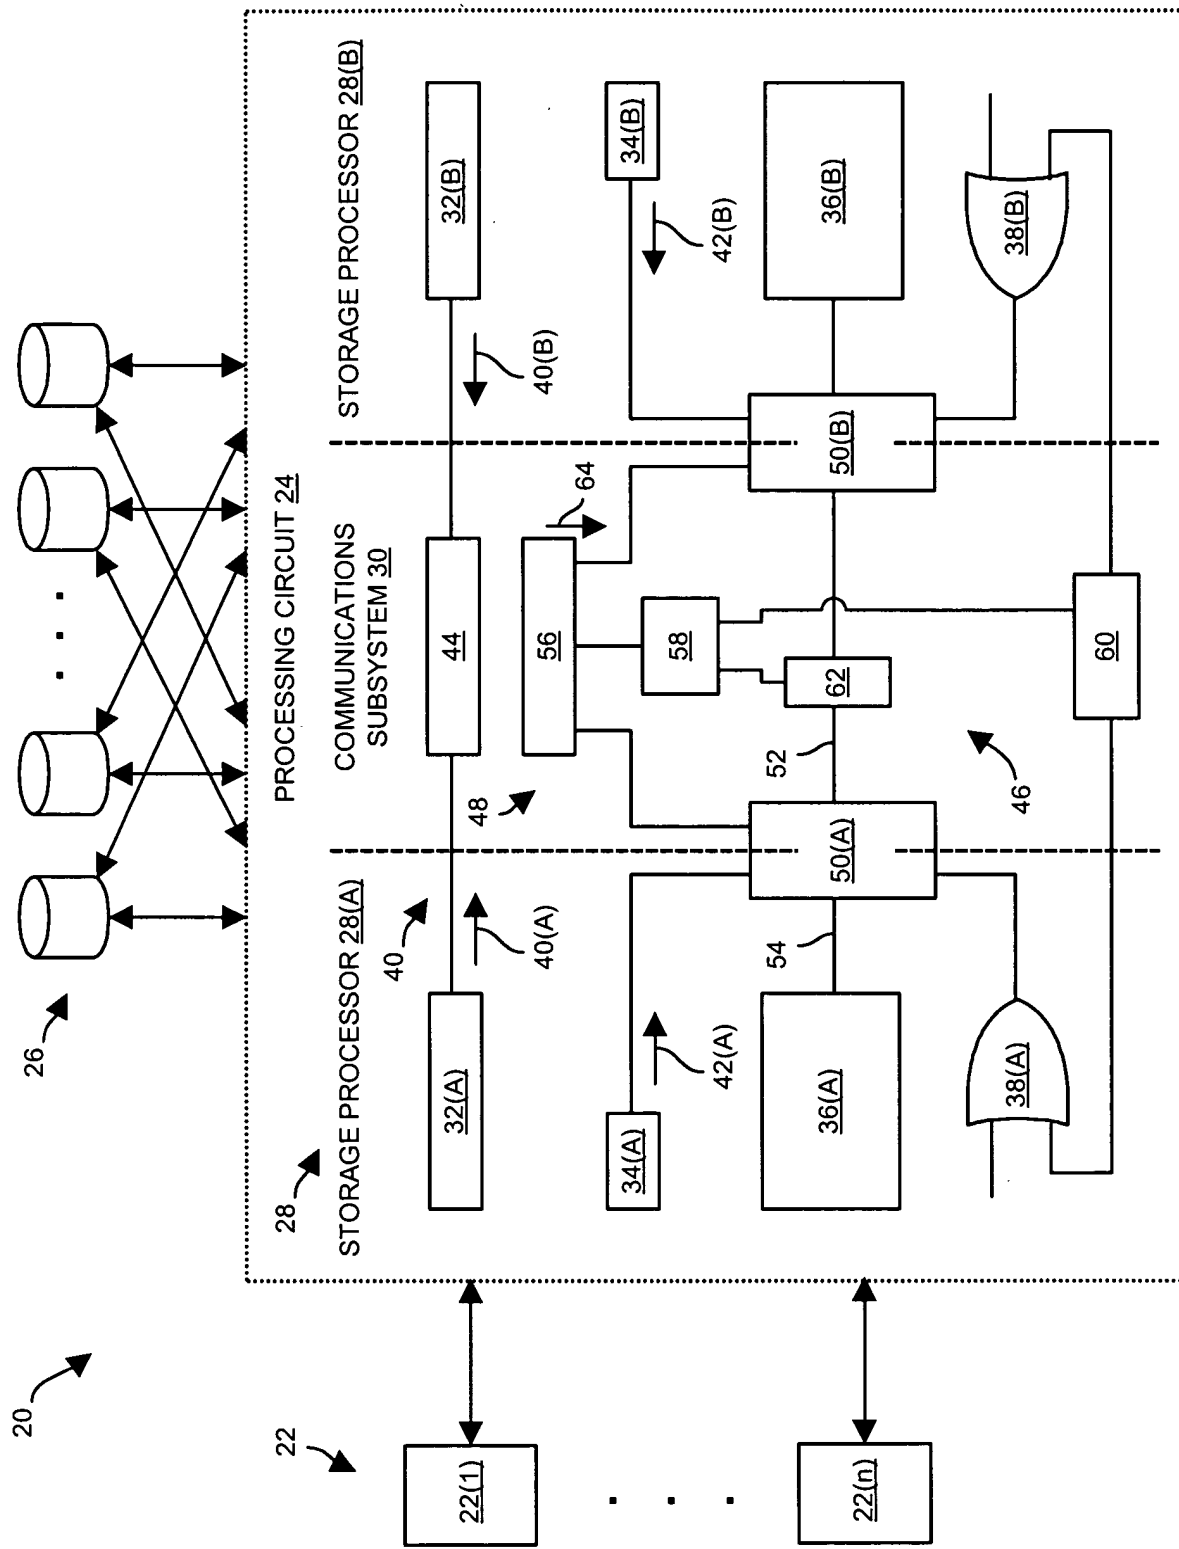 20
26
22
22(1)
22(n)
PROCESSING CIRCUIT 24
28
STORAGE PROCESSOR 28(A)
COMMUNICATIONS
SUBSYSTEM 30
STORAGE PROCESSOR 28(B)
32(A)
40
40(A)
44
40(B)
32(B)
48
56
64
34(A)
42(A)
58
42(B)
34(B)
36(A)
54
50(A)
52
62
50(B)
36(B)
38(A)
46
60
38(B)